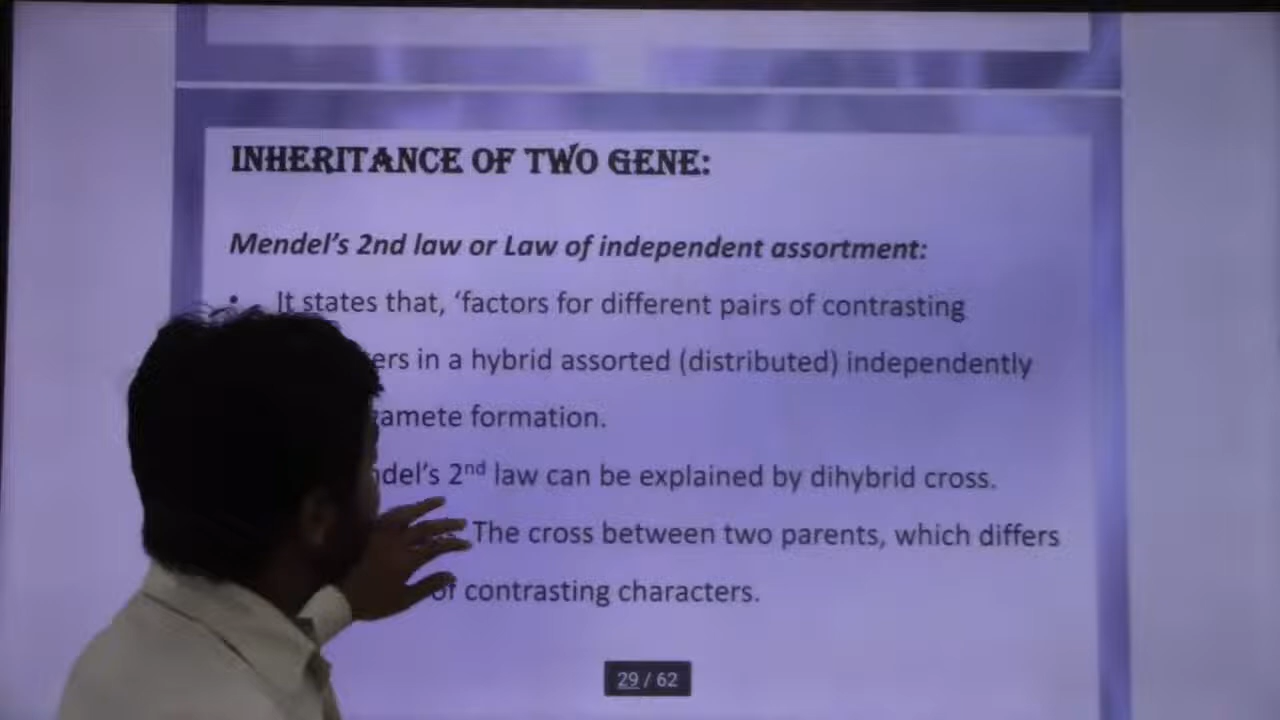 INHERITANCE OF TWO GENE:
Mendel's 2nd law or Law of independent assortment:
• It states that, ‘factors for different pairs of contrasting
ers in a hybrid assorted (distributed) independently
amete formation.
ndel's 2nd law can be explained by dihybrid cross.
The cross between two parents, which differs
of contrasting characters.
29 / 62